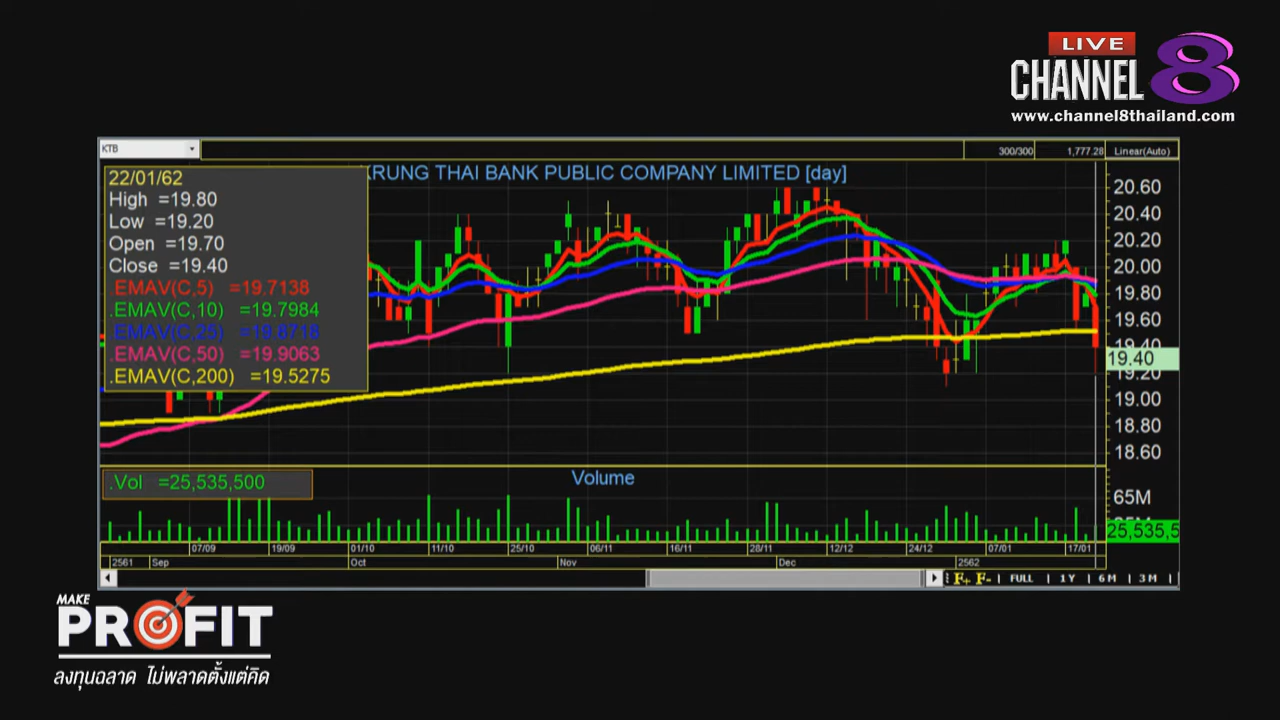 LIVE
CHANNEL 8
www.channel8thailand.com
KTB
300/300
1,777.28
Linear(Auto)
KRUNG THAI BANK PUBLIC COMPANY LIMITED [day]
22/01/62
High =19.80
Low =19.20
Open =19.70
Close =19.40
.EMAV(C,5) =19.7138
.EMAV(C,10) =19.7984
.EMAV(C,25) =19.8718
.EMAV(C,50) =19.9063
.EMAV(C,200) =19.5275
20.60
20.40
20.20
20.00
19.80
19.60
19.40
19.40
19.20
19.00
18.80
18.60
.Vol =25,535,500
Volume
65M
25,535,5
07/09 19/09 01/10 11/10 25/10 06/11 16/11 28/11 12/12 24/12 07/01 17/01
2561 Sep Oct Nov Dec 2562
F+ F- FULL | 1Y | 6M | 3M |
MAKE
PROFIT
ลงทุนฉลาด ไม่พลาดตั้งแต่คิด